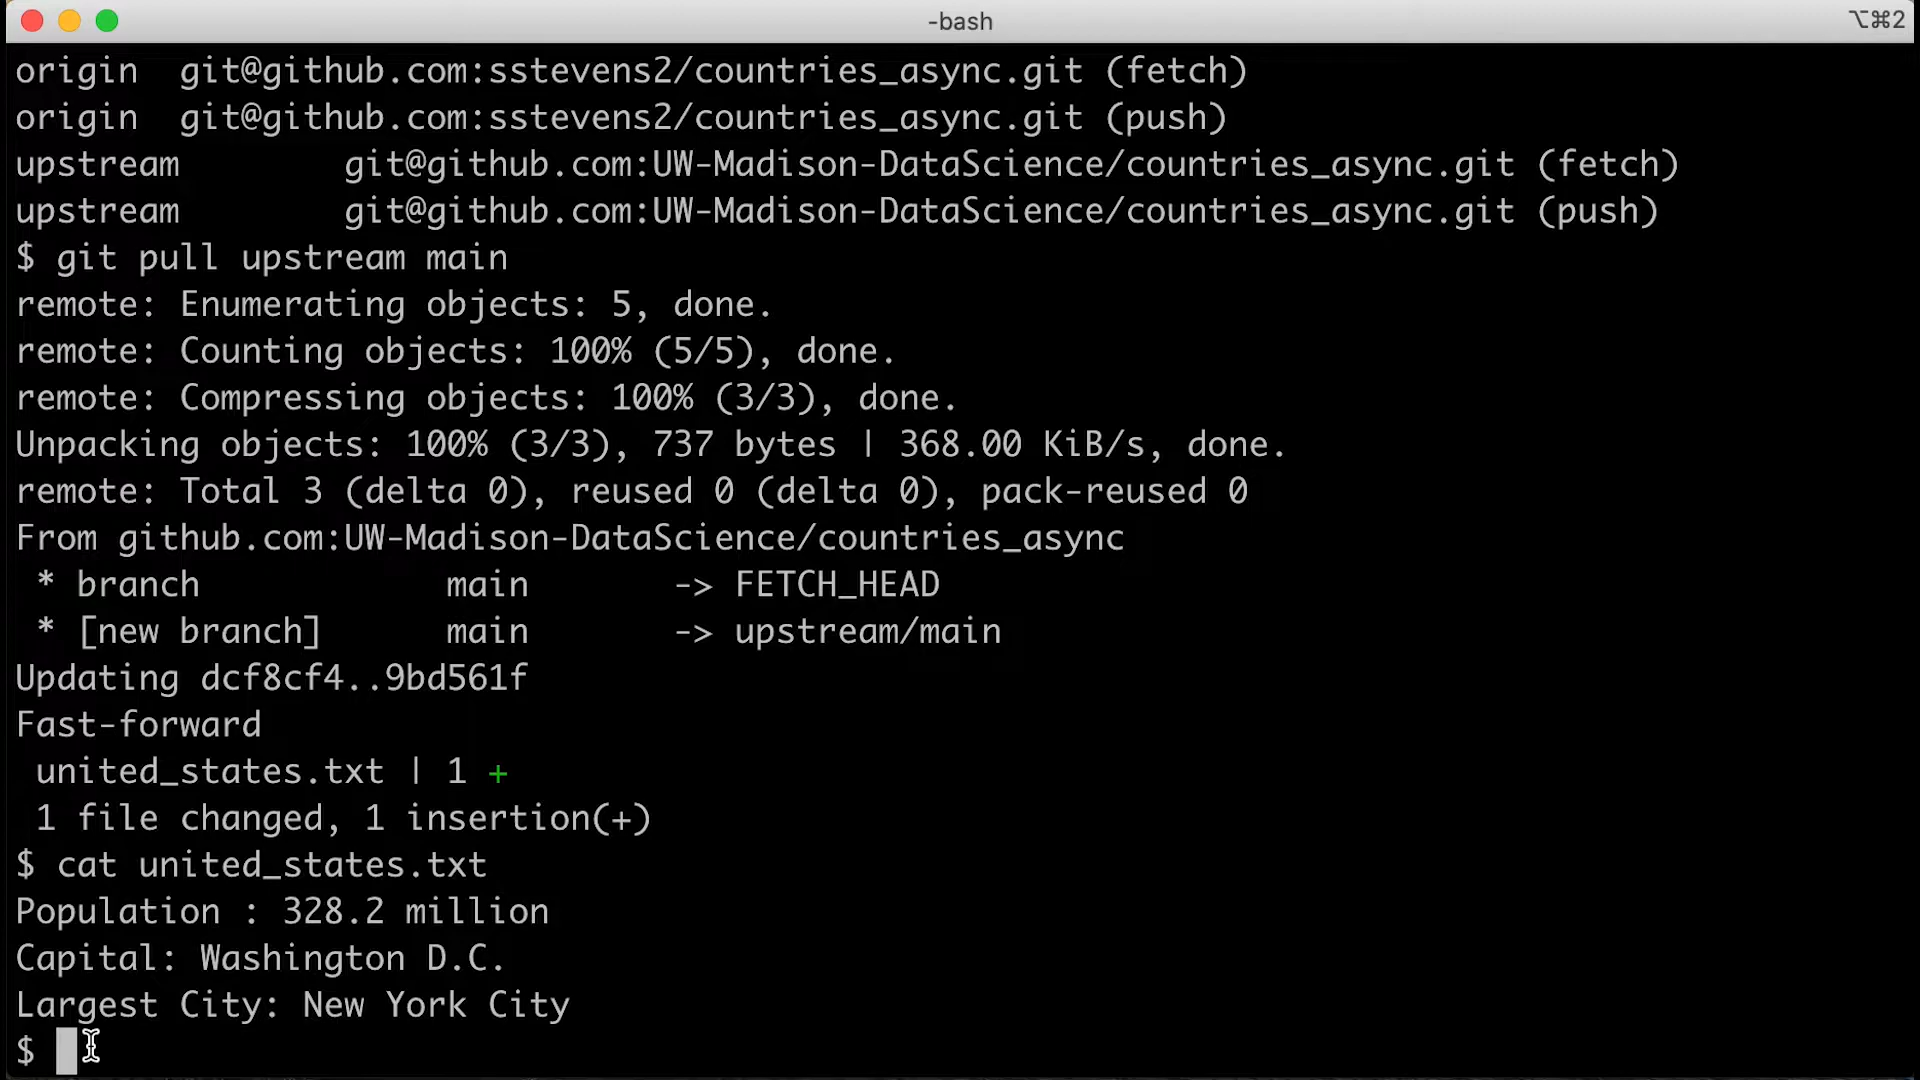 -bash
⌥⌘2
origin  git@github.com:sstevens2/countries_async.git (fetch)
origin  git@github.com:sstevens2/countries_async.git (push)
upstream        git@github.com:UW-Madison-DataScience/countries_async.git (fetch)
upstream        git@github.com:UW-Madison-DataScience/countries_async.git (push)
$ git pull upstream main
remote: Enumerating objects: 5, done.
remote: Counting objects: 100% (5/5), done.
remote: Compressing objects: 100% (3/3), done.
Unpacking objects: 100% (3/3), 737 bytes | 368.00 KiB/s, done.
remote: Total 3 (delta 0), reused 0 (delta 0), pack-reused 0
From github.com:UW-Madison-DataScience/countries_async
 * branch            main       -> FETCH_HEAD
 * [new branch]      main       -> upstream/main
Updating dcf8cf4..9bd561f
Fast-forward
 united_states.txt | 1 +
 1 file changed, 1 insertion(+)
$ cat united_states.txt
Population : 328.2 million
Capital: Washington D.C.
Largest City: New York City
$